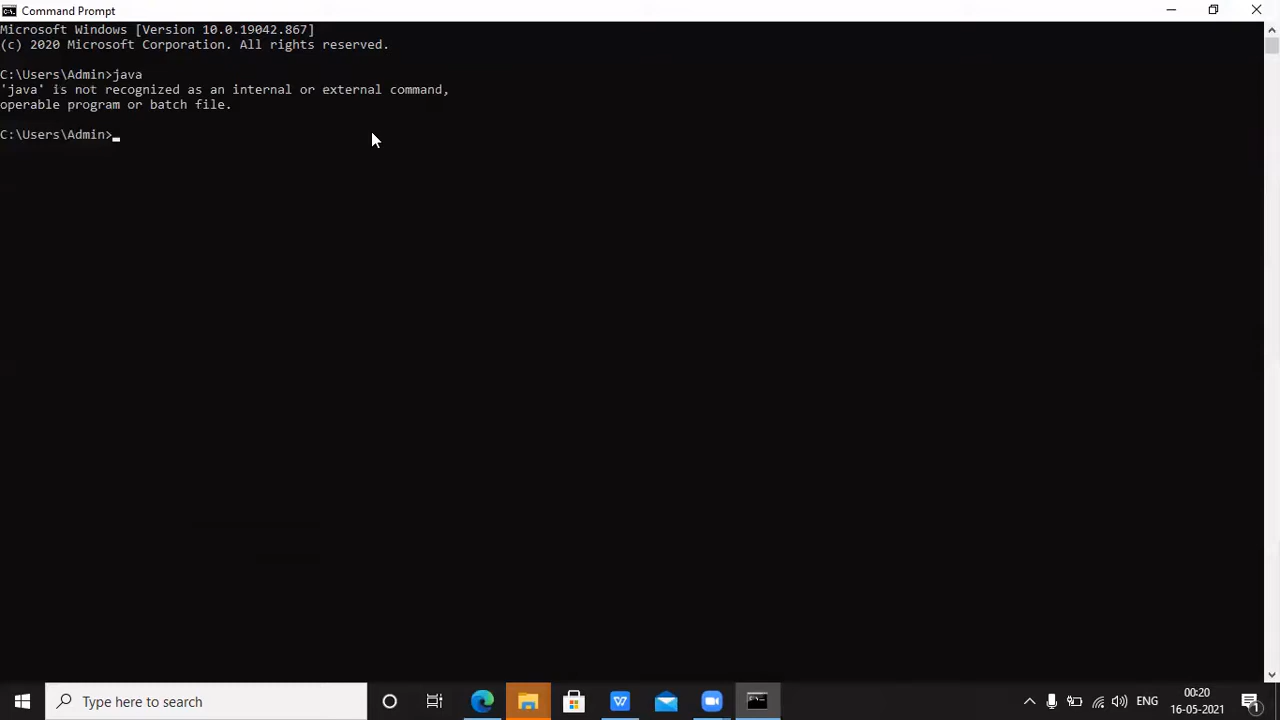 Command Prompt
Microsoft Windows [Version 10.0.19042.867]
(c) 2020 Microsoft Corporation. All rights reserved.
C:\Users\Admin>java
'java' is not recognized as an internal or external command,
operable program or batch file.
C:\Users\Admin>
Type here to search
ENG
00:20
16-05-2021
1